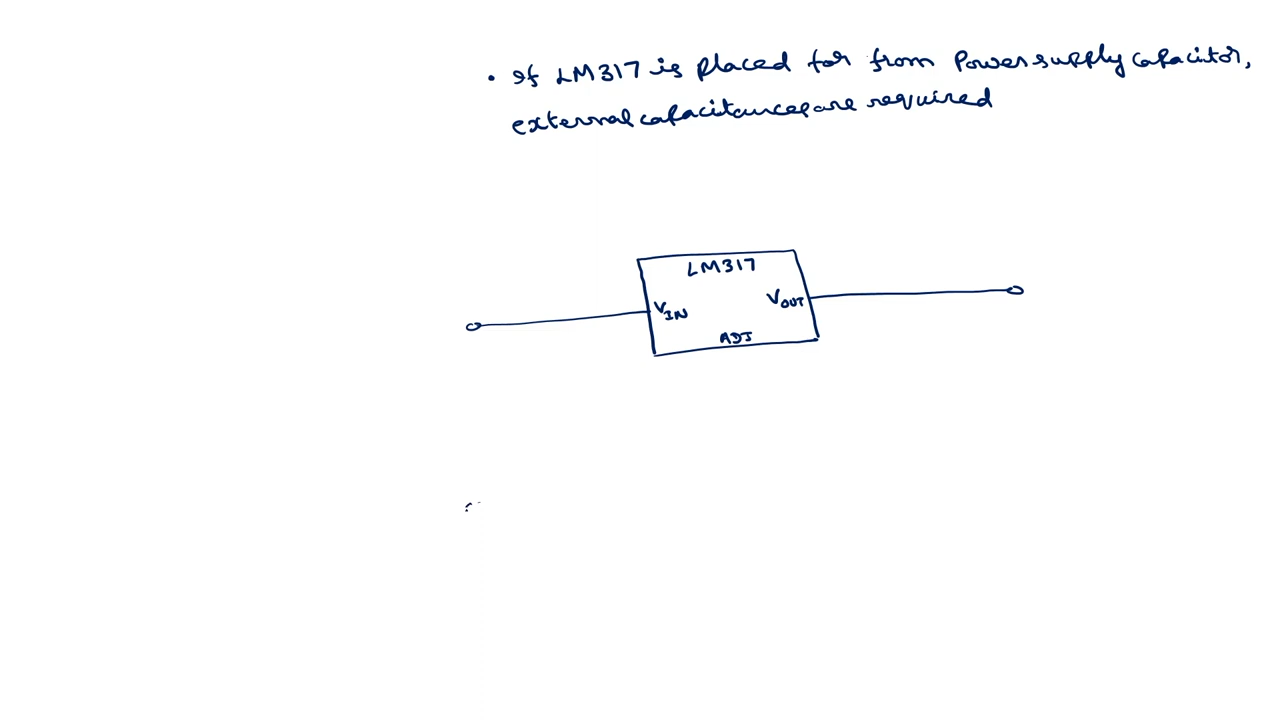 • If LM317 is placed far from Power supply capacitor,
external capacitances are required
LM317
VIN
VOUT
ADJ